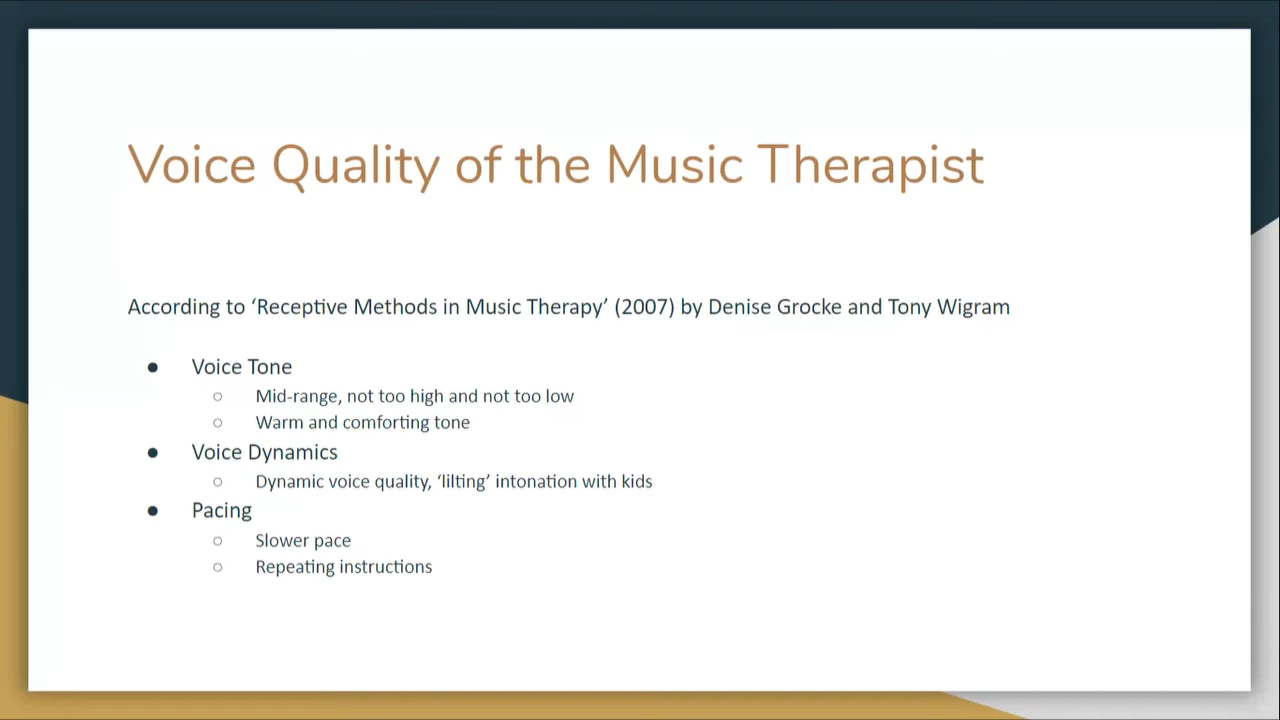 Voice Quality of the Music Therapist
According to ‘Receptive Methods in Music Therapy’ (2007) by Denise Grocke and Tony Wigram
● Voice Tone
○ Mid-range, not too high and not too low
○ Warm and comforting tone
● Voice Dynamics
○ Dynamic voice quality, ‘lilting’ intonation with kids
● Pacing
○ Slower pace
○ Repeating instructions